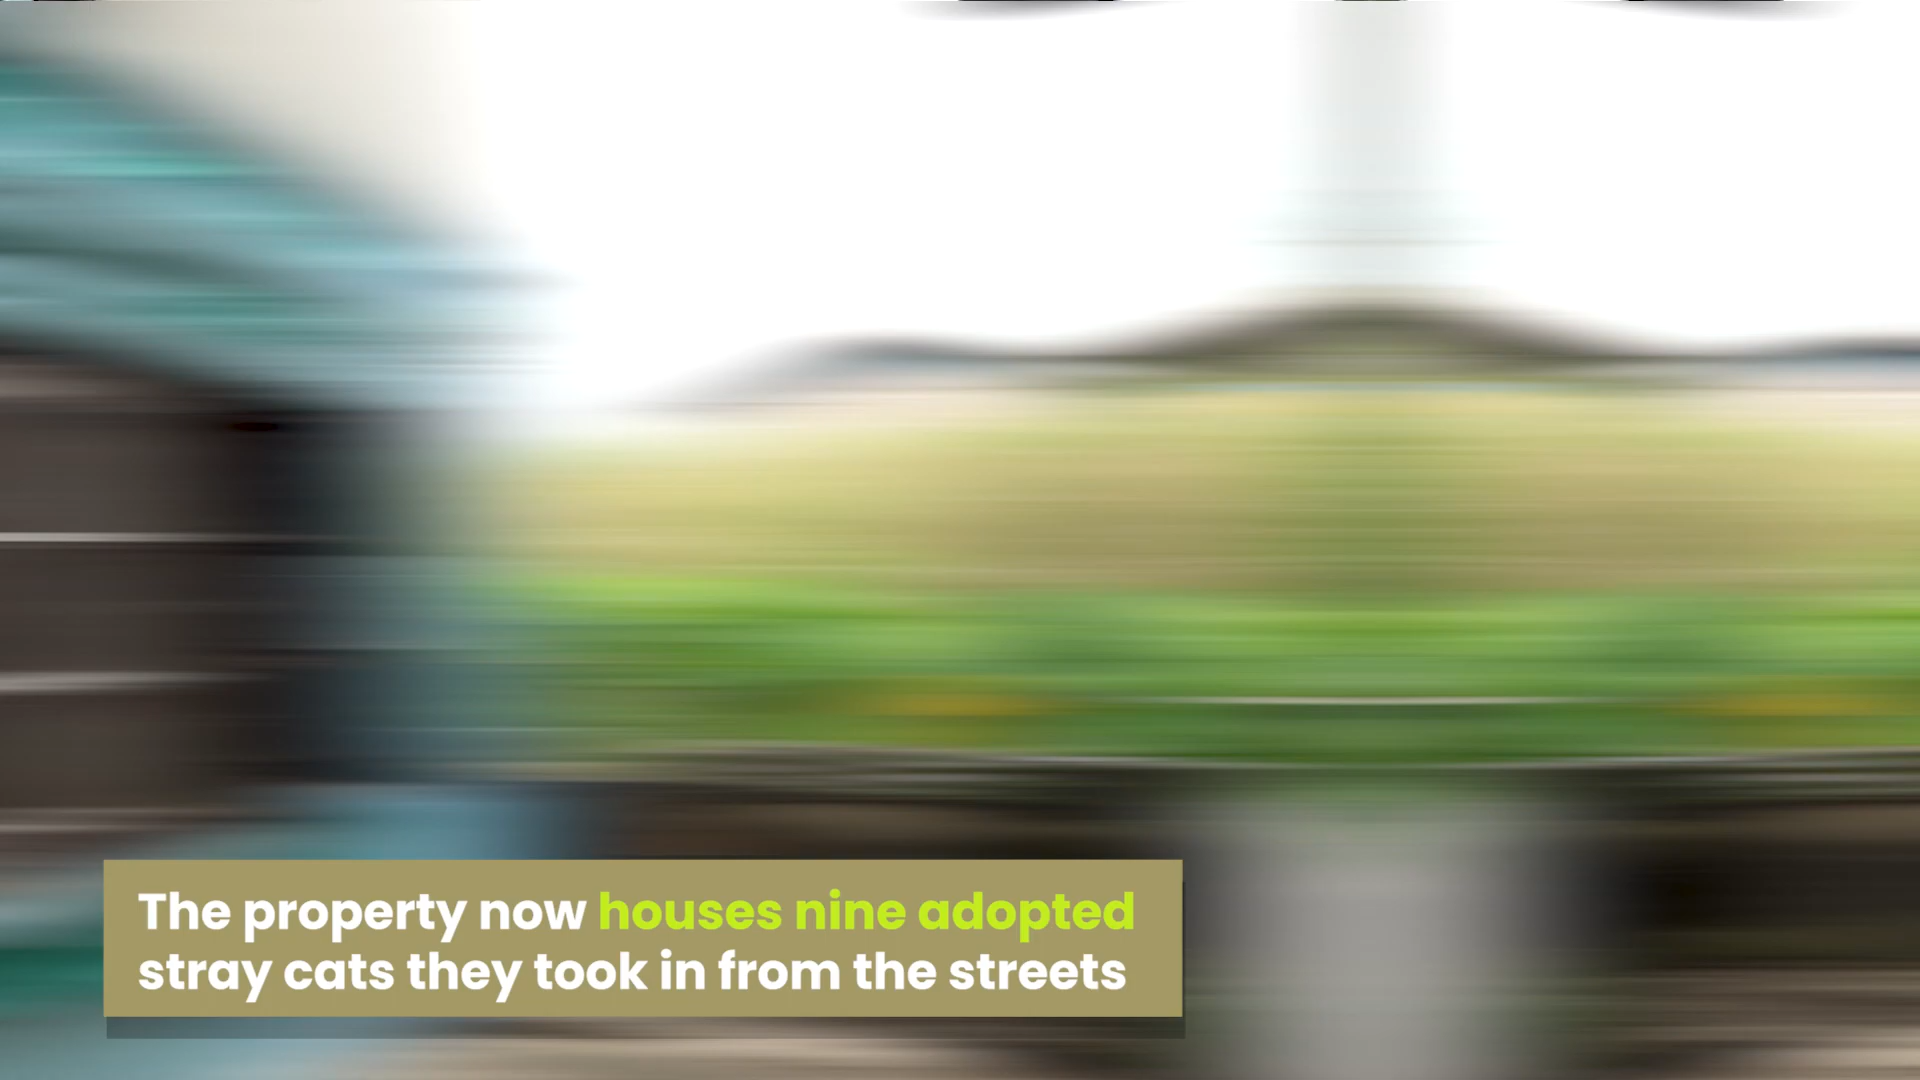 The property now houses nine adopted
stray cats they took in from the streets